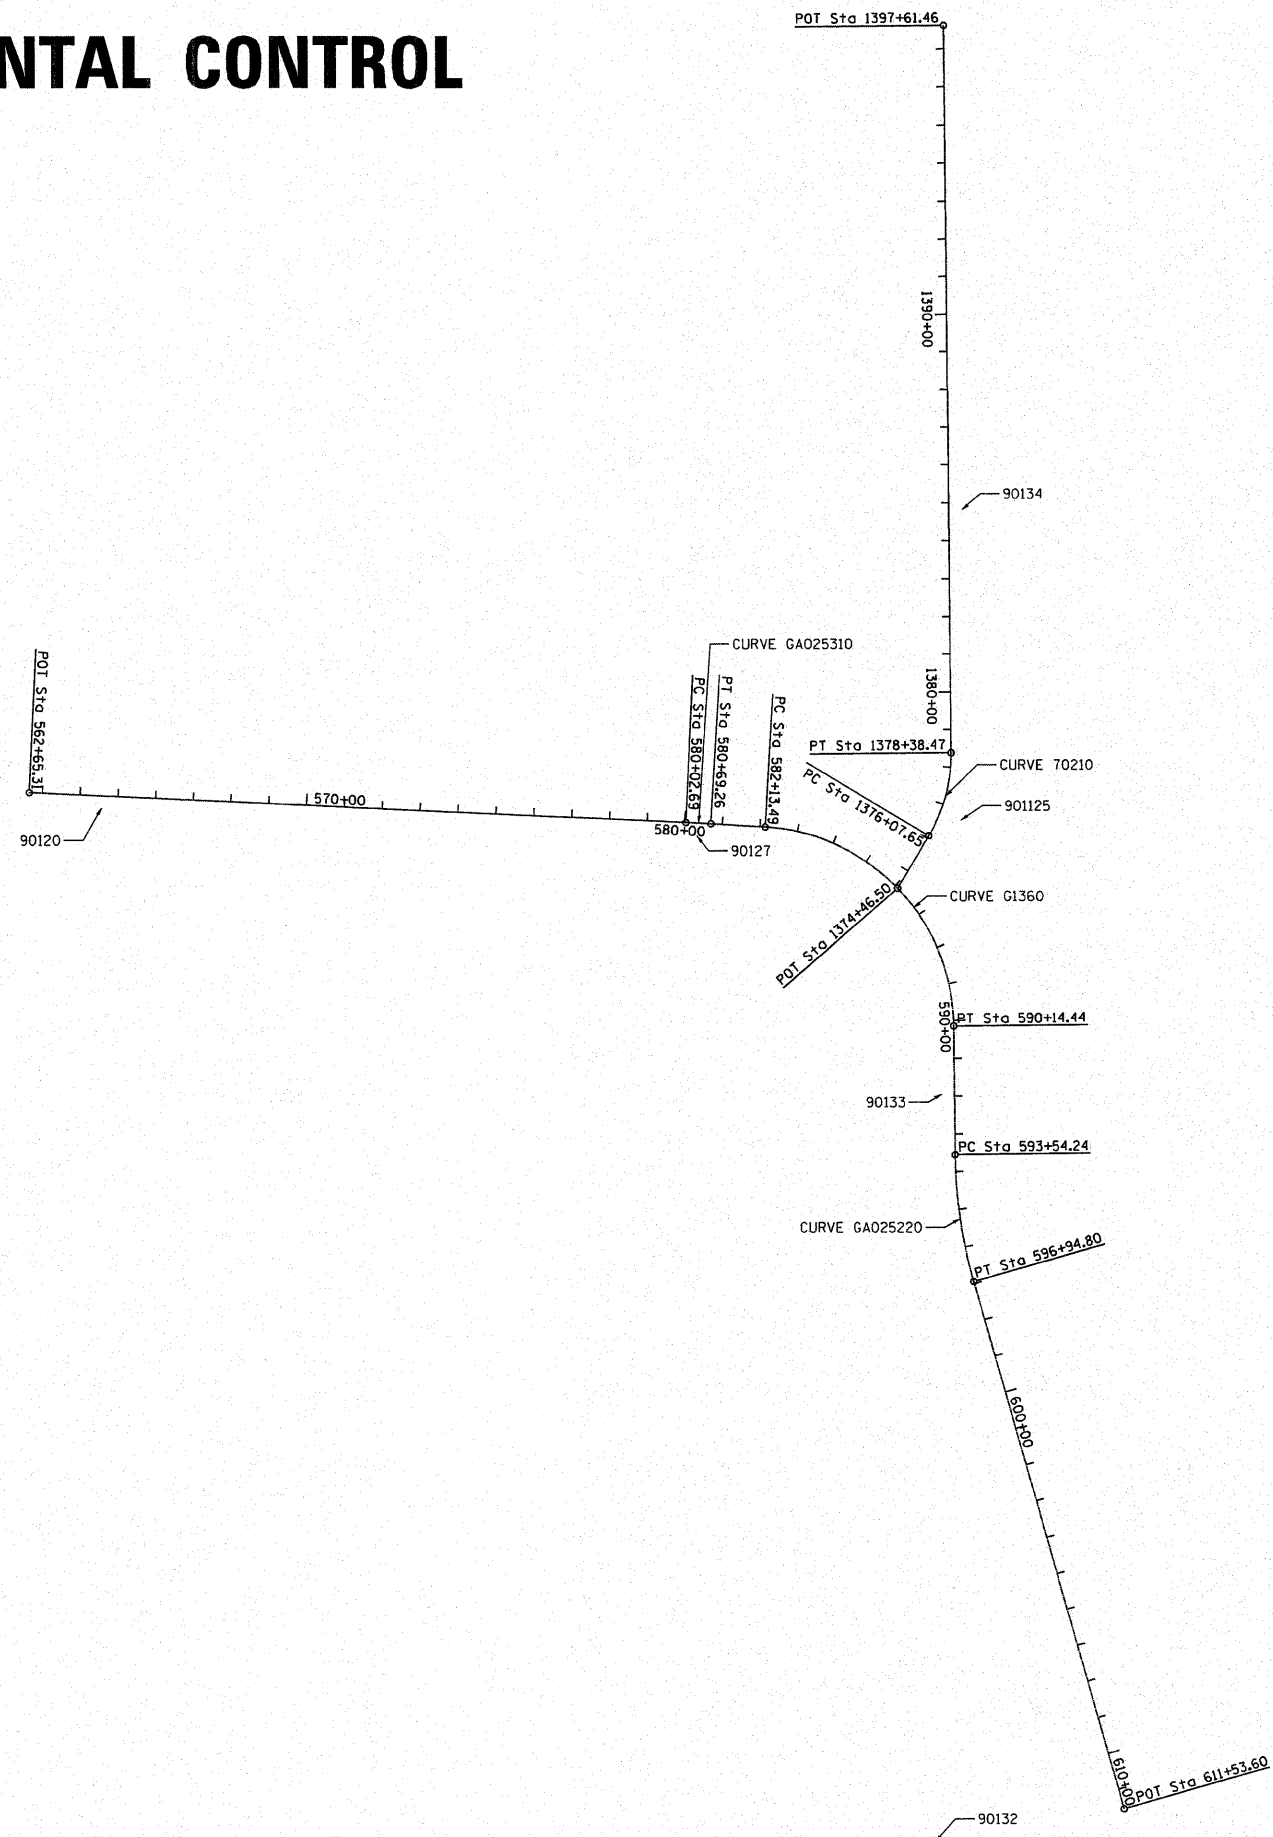 NTAL CONTROL
POT Sta 1397+61.46
1390+00
90134
CURVE GA025310
POT Sta 562+65.31
PC Sta 580+02.69
PT Sta 580+69.26
PC Sta 582+13.49
1380+00
PT Sta 1378+38.47
CURVE 70210
PC Sta 1376+07.65
901125
570+00
90120
580+00
90127
POT Sta 1374+46.50
CURVE G1360
590+00
PT Sta 590+14.44
90133
PC Sta 593+54.24
CURVE GA025220
PT Sta 596+94.80
600+00
610+00
POT Sta 611+53.60
90132